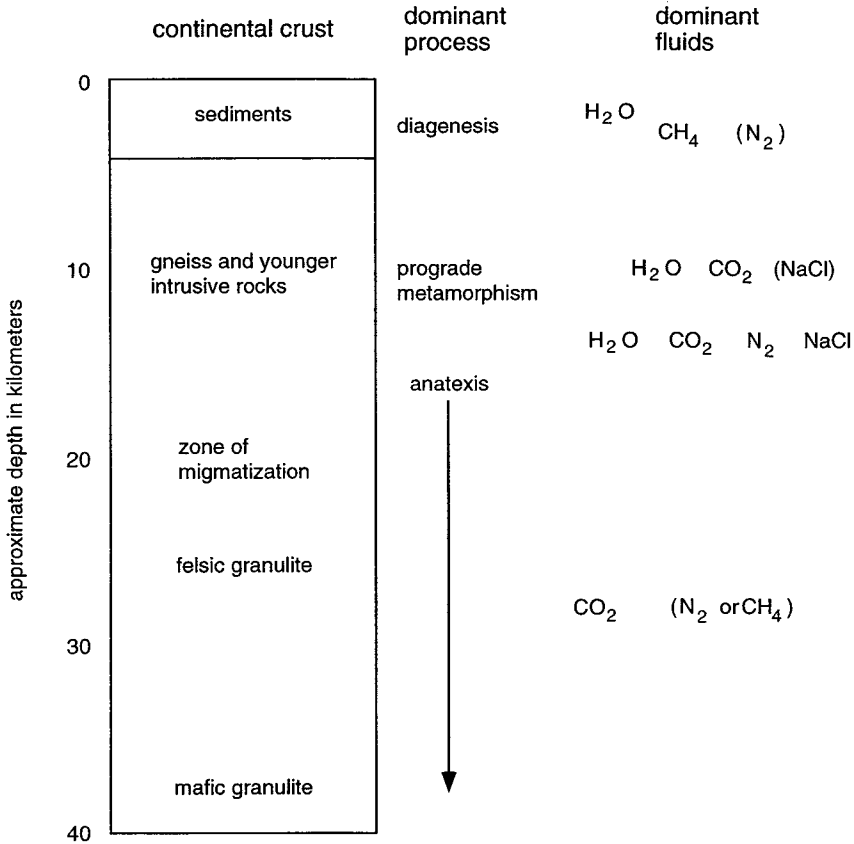 continental crust
dominant
process
dominant
fluids
0
sediments
diagenesis
H2O
CH4 (N2)
10
gneiss and younger
intrusive rocks
prograde
metamorphism
H2O CO2 (NaCl)
H2O CO2 N2 NaCl
anatexis
approximate depth in kilometers
20
zone of
migmatization
felsic granulite
CO2 (N2 orCH4)
30
mafic granulite
40